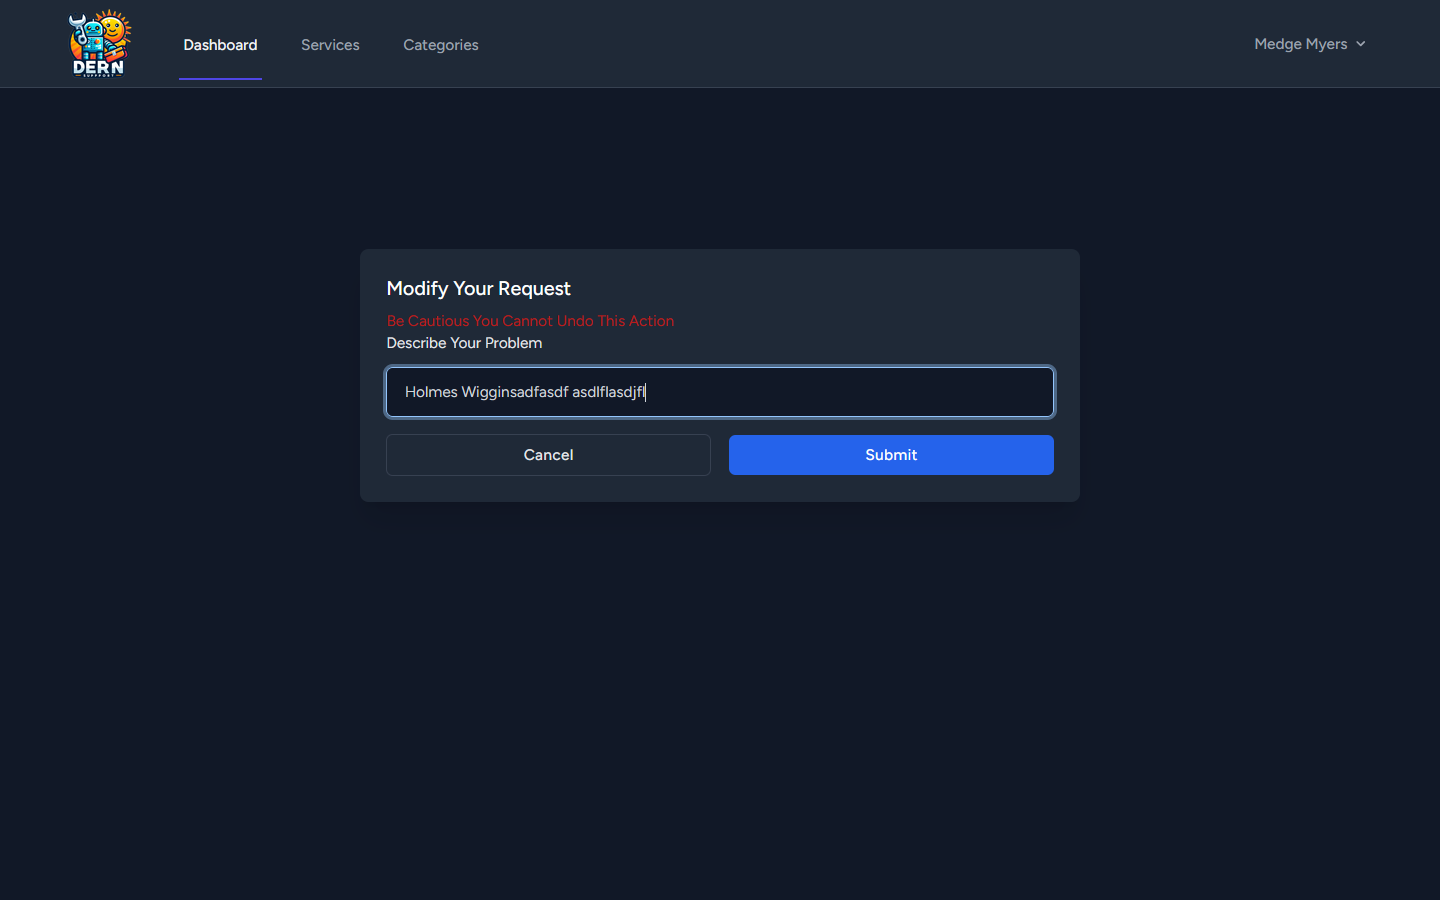 DERN
SUPPPORT
Dashboard
Services
Categories
Medge Myers
Modify Your Request
Be Cautious You Cannot Undo This Action
Describe Your Problem
Holmes Wigginsadfasdf asdlflasdjfl
Cancel
Submit